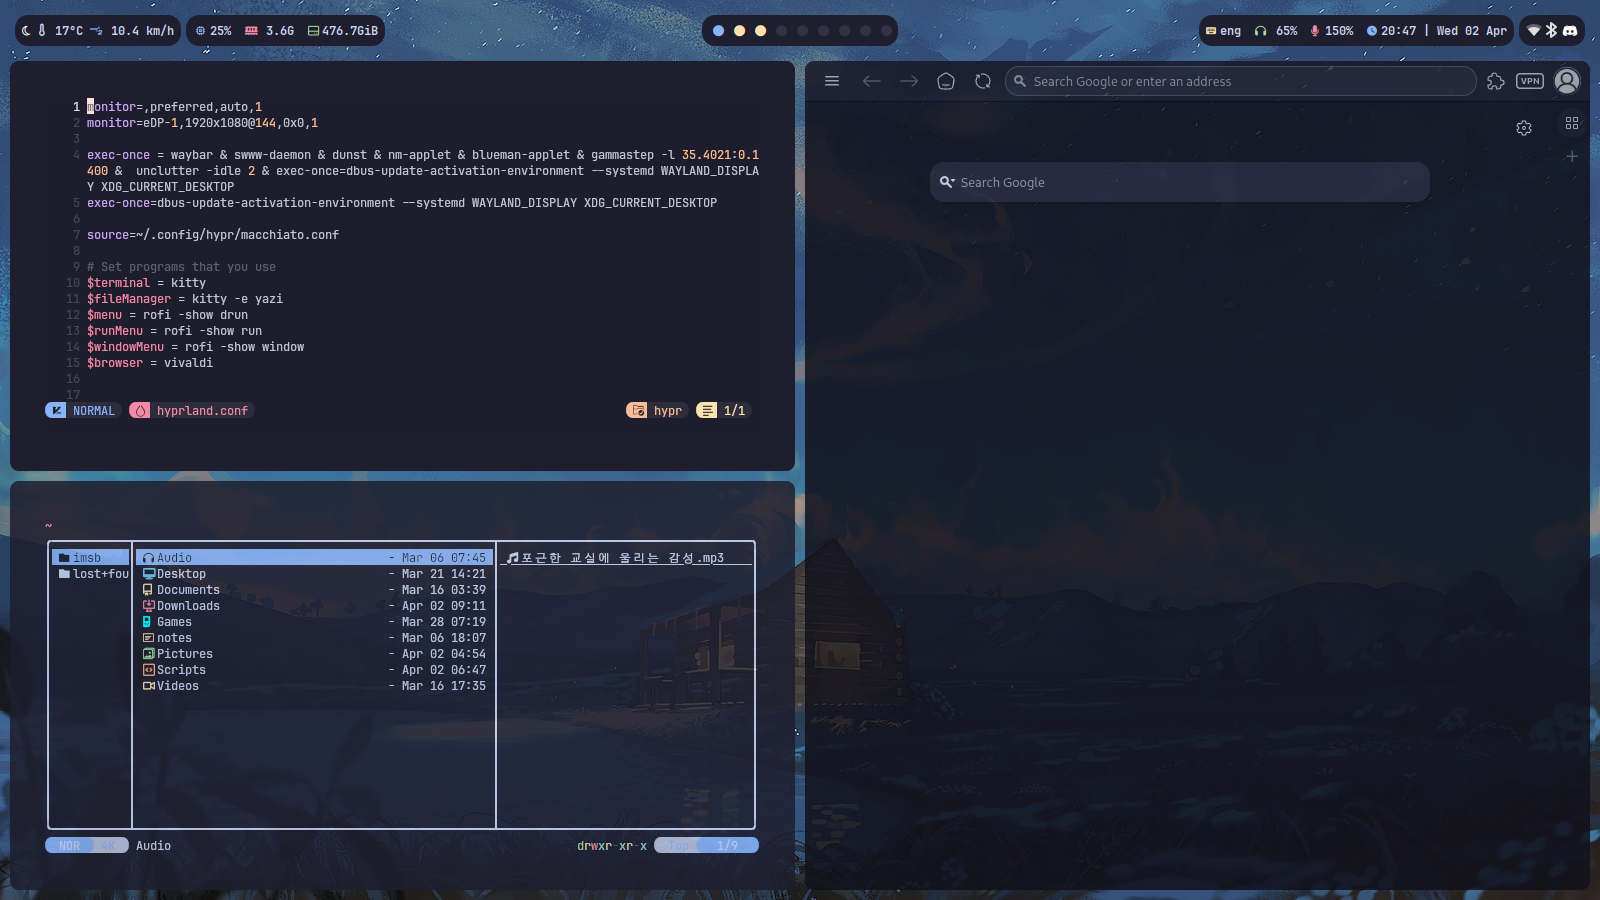 17°C 10.4 km/h
25% 3.6G 476.7GiB
eng 65% 150% 20:47 | Wed 02 Apr
1 monitor=,preferred,auto,1
2 monitor=eDP-1,1920x1080@144,0x0,1
3
4 exec-once = waybar & swww-daemon & dunst & nm-applet & blueman-applet & gammastep -l 35.4021:0.1
400 &  unclutter -idle 2 & exec-once=dbus-update-activation-environment --systemd WAYLAND_DISPLA
Y XDG_CURRENT_DESKTOP
5 exec-once=dbus-update-activation-environment --systemd WAYLAND_DISPLAY XDG_CURRENT_DESKTOP
6
7 source=~/.config/hypr/macchiato.conf
8
9 # Set programs that you use
10 $terminal = kitty
11 $fileManager = kitty -e yazi
12 $menu = rofi -show drun
13 $runMenu = rofi -show run
14 $windowMenu = rofi -show window
15 $browser = vivaldi
16
17
NORMAL hyprland.conf hypr 1/1
~
imsb
lost+fou
Audio - Mar 06 07:45
Desktop - Mar 21 14:21
Documents - Mar 16 03:39
Downloads - Apr 02 09:11
Games - Mar 28 07:19
notes - Mar 06 18:07
Pictures - Apr 02 04:54
Scripts - Apr 02 06:47
Videos - Mar 16 17:35
포근한 교실에 울리는 감성.mp3
NOR 4K Audio drwxr-xr-x Top 1/9
Search Google or enter an address
VPN
Search Google